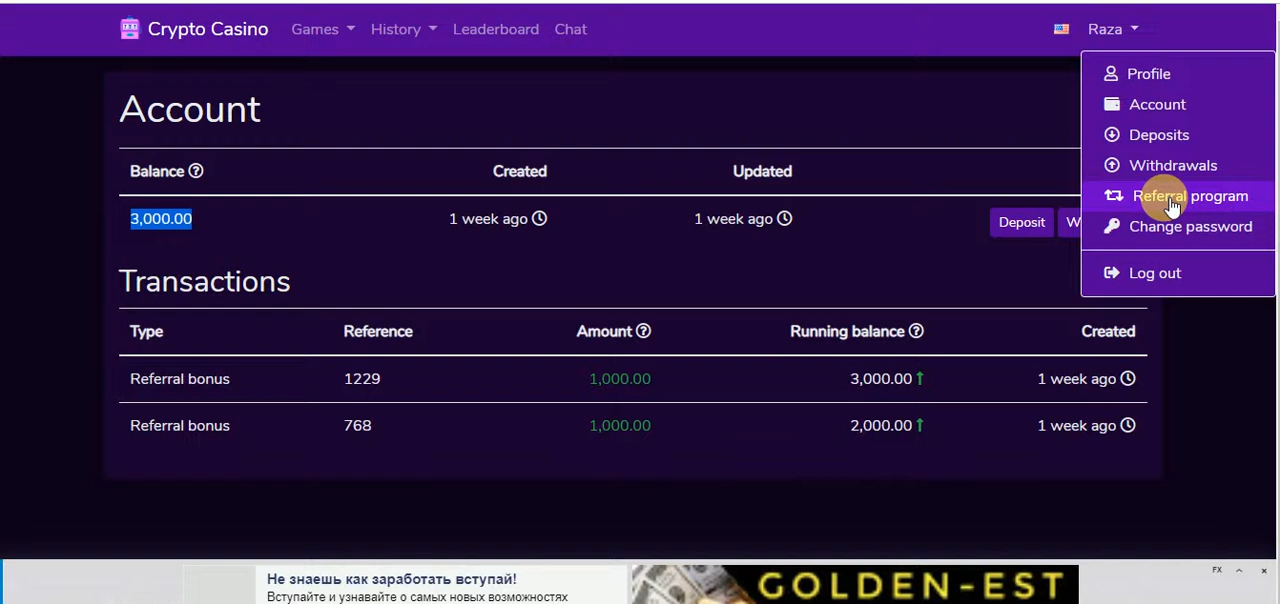 Crypto Casino Games History Leaderboard Chat Raza
Profile
Account
Deposits
Withdrawals
Referral program
Change password
Log out
Account
Balance Created Updated
3,000.00 1 week ago 1 week ago Deposit W
Transactions
Type Reference Amount Running balance Created
Referral bonus 1229 1,000.00 3,000.00 1 week ago
Referral bonus 768 1,000.00 2,000.00 1 week ago
Не знаешь как заработать вступай!
Вступайте и узнавайте о самых новых возможностях
GOLDEN-EST
FX